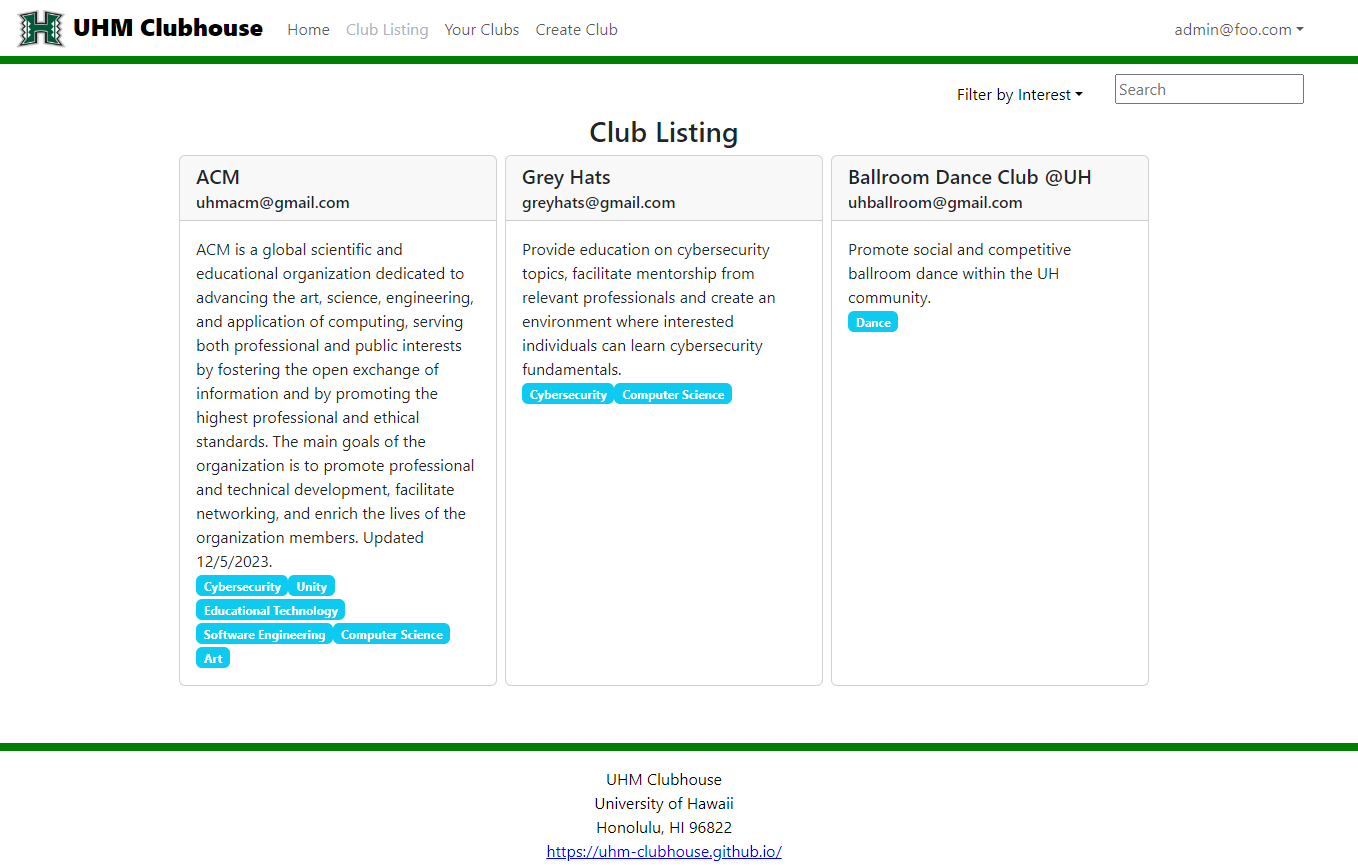 UHM Clubhouse Home Club Listing Your Clubs Create Club admin@foo.com
Filter by Interest Search
Club Listing
ACM
uhmacm@gmail.com
ACM is a global scientific and
educational organization dedicated to
advancing the art, science, engineering,
and application of computing, serving
both professional and public interests
by fostering the open exchange of
information and by promoting the
highest professional and ethical
standards. The main goals of the
organization is to promote professional
and technical development, facilitate
networking, and enrich the lives of the
organization members. Updated
12/5/2023.
Cybersecurity Unity
Educational Technology
Software Engineering Computer Science
Art
Grey Hats
greyhats@gmail.com
Provide education on cybersecurity
topics, facilitate mentorship from
relevant professionals and create an
environment where interested
individuals can learn cybersecurity
fundamentals.
Cybersecurity Computer Science
Ballroom Dance Club @UH
uhballroom@gmail.com
Promote social and competitive
ballroom dance within the UH
community.
Dance
UHM Clubhouse
University of Hawaii
Honolulu, HI 96822
https://uhm-clubhouse.github.io/